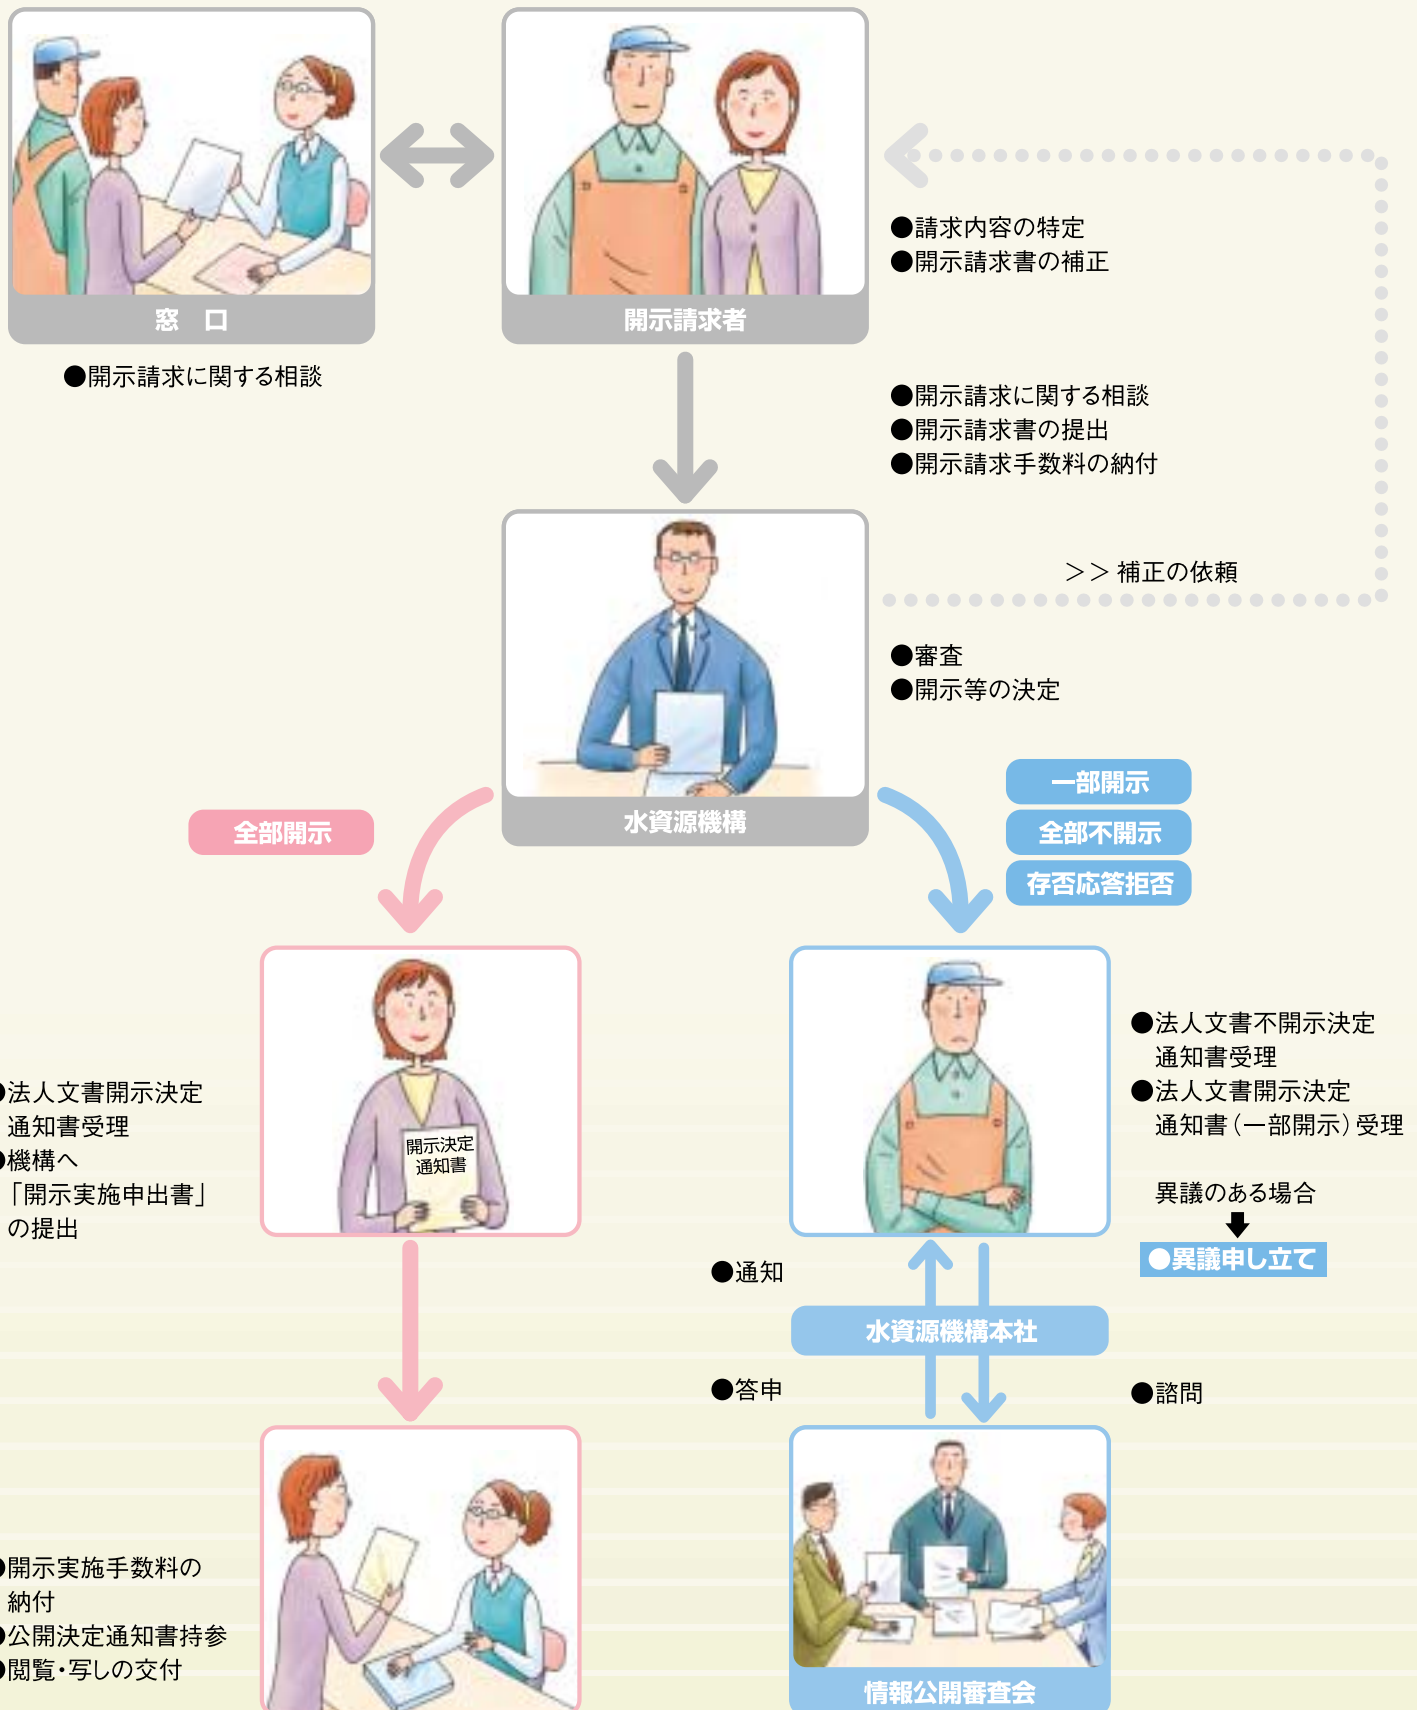 窓 口
開示請求者
●請求内容の特定
●開示請求書の補正
●開示請求に関する相談
●開示請求に関する相談
●開示請求書の提出
●開示請求手数料の納付
>> 補正の依頼
●審査
●開示等の決定
水資源機構
全部開示
一部開示
全部不開示
存否応答拒否
●法人文書開示決定
通知書受理
●機構へ
「開示実施申出書」
の提出
開示決定
通知書
●法人文書不開示決定
通知書受理
●法人文書開示決定
通知書(一部開示)受理
異議のある場合
●異議申し立て
●通知
水資源機構本社
●答申
●諮問
●開示実施手数料の
納付
●公開決定通知書持参
●閲覧・写しの交付
情報公開審査会